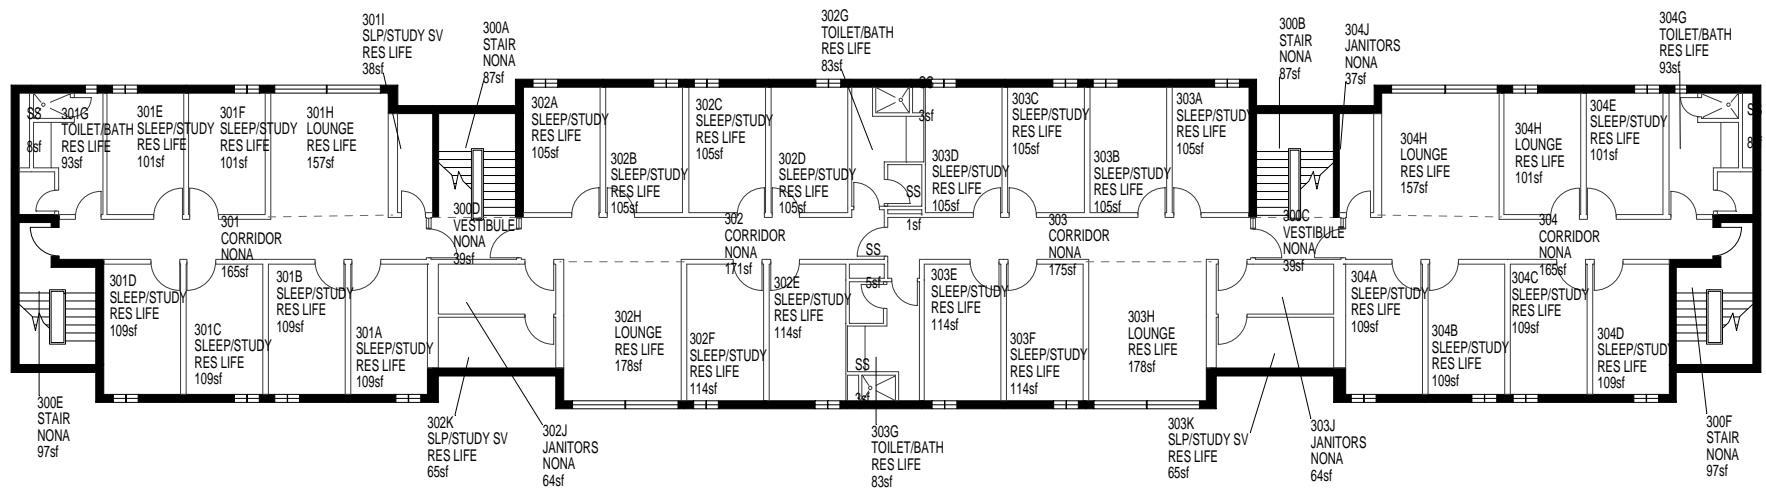 301I
SLP/STUDY SV
RES LIFE
38sf
300A
STAIR
NONA
87sf
302G
TOILET/BATH
RES LIFE
83sf
300B
STAIR
NONA
87sf
304J
JANITORS
NONA
37sf
304G
TOILET/BATH
RES LIFE
93sf
SS
8sf
301G
TOILET/BATH
RES LIFE
93sf
301E
SLEEP/STUDY
RES LIFE
101sf
301F
SLEEP/STUDY
RES LIFE
101sf
301H
LOUNGE
RES LIFE
157sf
302A
SLEEP/STUDY
RES LIFE
105sf
302B
SLEEP/STUDY
RES LIFE
105sf
302C
SLEEP/STUDY
RES LIFE
105sf
302D
SLEEP/STUDY
RES LIFE
105sf
SS
3sf
SS
1sf
303D
SLEEP/STUDY
RES LIFE
105sf
303C
SLEEP/STUDY
RES LIFE
105sf
303B
SLEEP/STUDY
RES LIFE
105sf
303A
SLEEP/STUDY
RES LIFE
105sf
304H
LOUNGE
RES LIFE
157sf
304H
LOUNGE
RES LIFE
101sf
304E
SLEEP/STUDY
RES LIFE
101sf
SS
301
CORRIDOR
NONA
165sf
300D
VESTIBULE
NONA
39sf
302
CORRIDOR
NONA
171sf
SS
5sf
303
CORRIDOR
NONA
175sf
300C
VESTIBULE
NONA
39sf
304
CORRIDOR
NONA
165sf
301D
SLEEP/STUDY
RES LIFE
109sf
301C
SLEEP/STUDY
RES LIFE
109sf
301B
SLEEP/STUDY
RES LIFE
109sf
301A
SLEEP/STUDY
RES LIFE
109sf
302H
LOUNGE
RES LIFE
178sf
302F
SLEEP/STUDY
RES LIFE
114sf
302E
SLEEP/STUDY
RES LIFE
114sf
SS
3sf
303E
SLEEP/STUDY
RES LIFE
114sf
303F
SLEEP/STUDY
RES LIFE
114sf
303H
LOUNGE
RES LIFE
178sf
304A
SLEEP/STUDY
RES LIFE
109sf
304B
SLEEP/STUDY
RES LIFE
109sf
304C
SLEEP/STUDY
RES LIFE
109sf
304D
SLEEP/STUDY
RES LIFE
109sf
300E
STAIR
NONA
97sf
302K
SLP/STUDY SV
RES LIFE
65sf
302J
JANITORS
NONA
64sf
303G
TOILET/BATH
RES LIFE
83sf
303K
SLP/STUDY SV
RES LIFE
65sf
303J
JANITORS
NONA
64sf
300F
STAIR
NONA
97sf